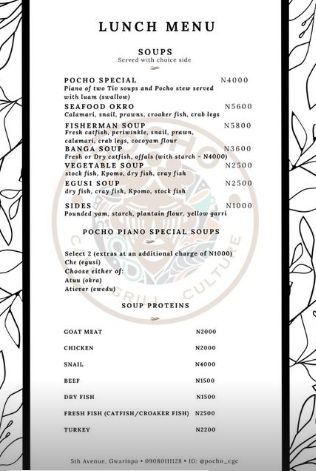 LUNCH MENU
SOUPS
Served with choice side
POCHO SPECIAL N4000
Piano of two Tiv soups and Pocho stew served
with luam (swallow)
SEAFOOD OKRO N5600
Calamari, snail, prawns, croaker fish, crab legs
FISHERMAN SOUP N5800
Fresh catfish, periwinkle, snail, prawn,
calamari, crab legs, cocoyam flour
BANGA SOUP N3600
Fresh or Dry catfish, offals (with starch - N4000)
VEGETABLE SOUP N2500
stock fish, Kpomo, dry fish, cray fish
EGUSI SOUP N2500
dry fish, cray fish, Kpomo, stock fish
SIDES N1000
Pounded yam, starch, plantain flour, yellow garri
POCHO PIANO SPECIAL SOUPS
Select 2 (extras at an additional charge of N1000)
Che (egusi)
Choose either of:
Atuu (okra)
Atiever (ewedu)
GRILL CULTURE
SOUP PROTEINS
GOAT MEAT N2000
CHICKEN N2000
SNAIL N4000
BEEF N1500
DRY FISH N1500
FRESH FISH (CATFISH/CROAKER FISH) N2500
TURKEY N2200
5th Avenue, Gwarinpa • 09080111128 • IG: @pocho_cgc